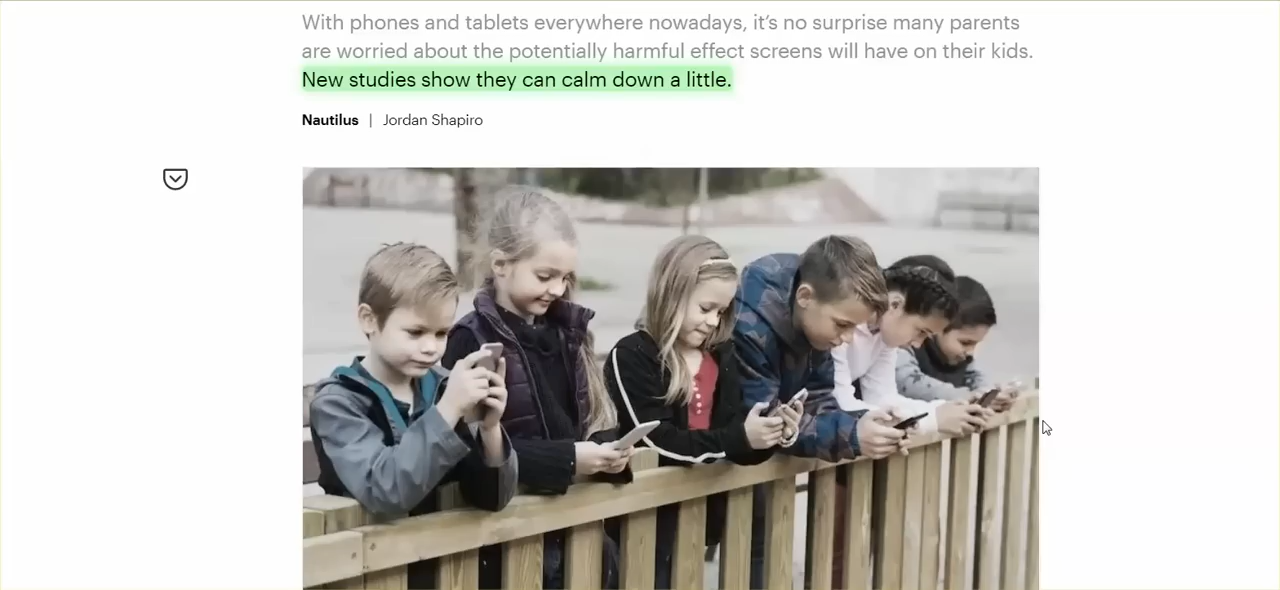 With phones and tablets everywhere nowadays, it’s no surprise many parents
are worried about the potentially harmful effect screens will have on their kids.
New studies show they can calm down a little.
Nautilus | Jordan Shapiro